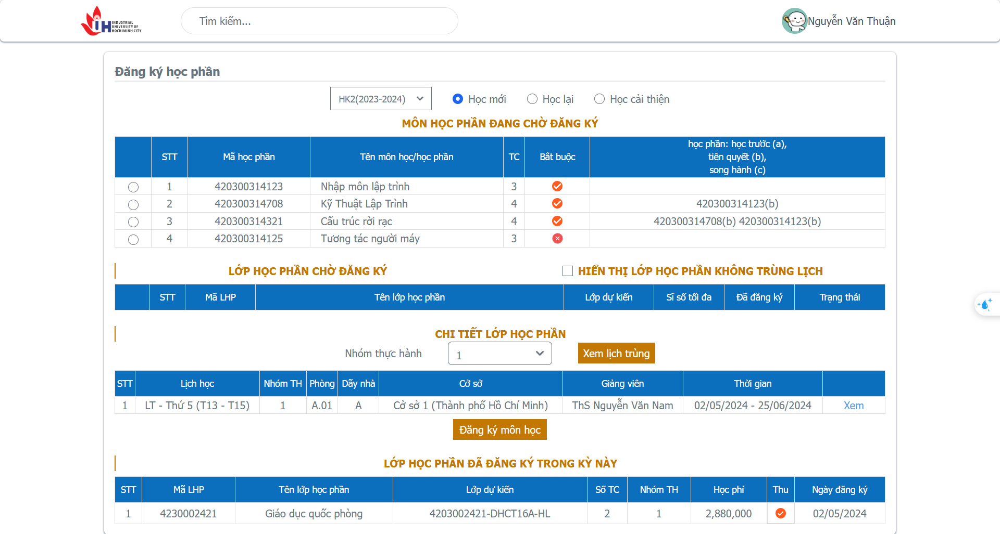 INDUSTRIAL
UNIVERSITY OF
HOCHIMINH CITY
IUH
Tìm kiếm...
Nguyễn Văn Thuận
Đăng ký học phần
HK2(2023-2024) Học mới Học lại Học cải thiện
MÔN HỌC PHẦN ĐANG CHỜ ĐĂNG KÝ
STT Mã học phần Tên môn học/học phần TC Bắt buộc học phần: học trước (a),
tiên quyết (b),
song hành (c)
1 420300314123 Nhập môn lập trình 3
2 420300314708 Kỹ Thuật Lập Trình 4 420300314123(b)
3 420300314321 Cấu trúc rời rạc 4 420300314708(b) 420300314123(b)
4 420300314125 Tương tác người máy 3
LỚP HỌC PHẦN CHỜ ĐĂNG KÝ HIỂN THỊ LỚP HỌC PHẦN KHÔNG TRÙNG LỊCH
STT Mã LHP Tên lớp học phần Lớp dự kiến Sĩ số tối đa Đã đăng ký Trạng thái
CHI TIẾT LỚP HỌC PHẦN
Nhóm thực hành 1 Xem lịch trùng
STT Lịch học Nhóm TH Phòng Dãy nhà Cở sở Giảng viên Thời gian
1 LT - Thứ 5 (T13 - T15) 1 A.01 A Cở sở 1 (Thành phố Hồ Chí Minh) ThS Nguyễn Văn Nam 02/05/2024 - 25/06/2024 Xem
Đăng ký môn học
LỚP HỌC PHẦN ĐÃ ĐĂNG KÝ TRONG KỲ NÀY
STT Mã LHP Tên lớp học phần Lớp dự kiến Số TC Nhóm TH Học phí Thu Ngày đăng ký
1 4230002421 Giáo dục quốc phòng 4203002421-DHCT16A-HL 2 1 2,880,000 02/05/2024